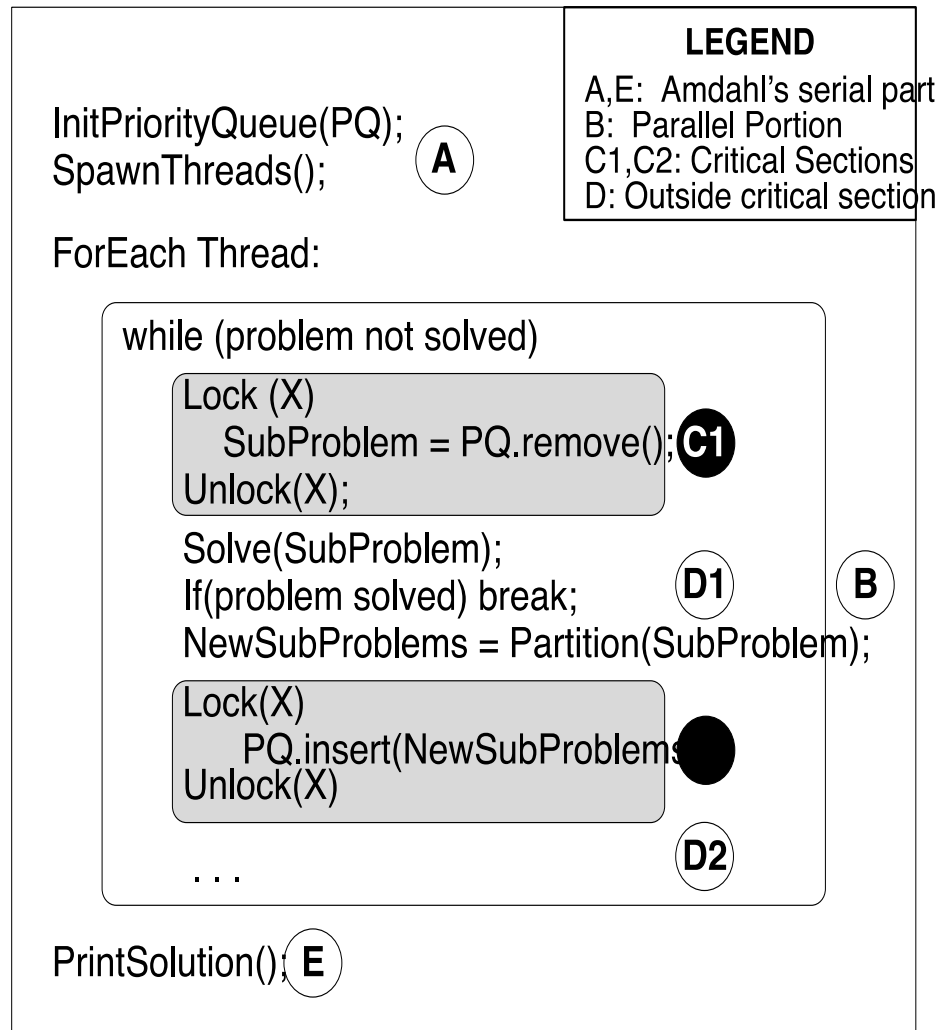 LEGEND
A,E: Amdahl's serial part
B: Parallel Portion
C1,C2: Critical Sections
D: Outside critical section
InitPriorityQueue(PQ);
SpawnThreads();
A
ForEach Thread:
while (problem not solved)
Lock (X)
SubProblem = PQ.remove();
C1
Unlock(X);
Solve(SubProblem);
If(problem solved) break;
D1
B
NewSubProblems = Partition(SubProblem);
Lock(X)
PQ.insert(NewSubProblems
Unlock(X)
D2
. . .
PrintSolution();
E